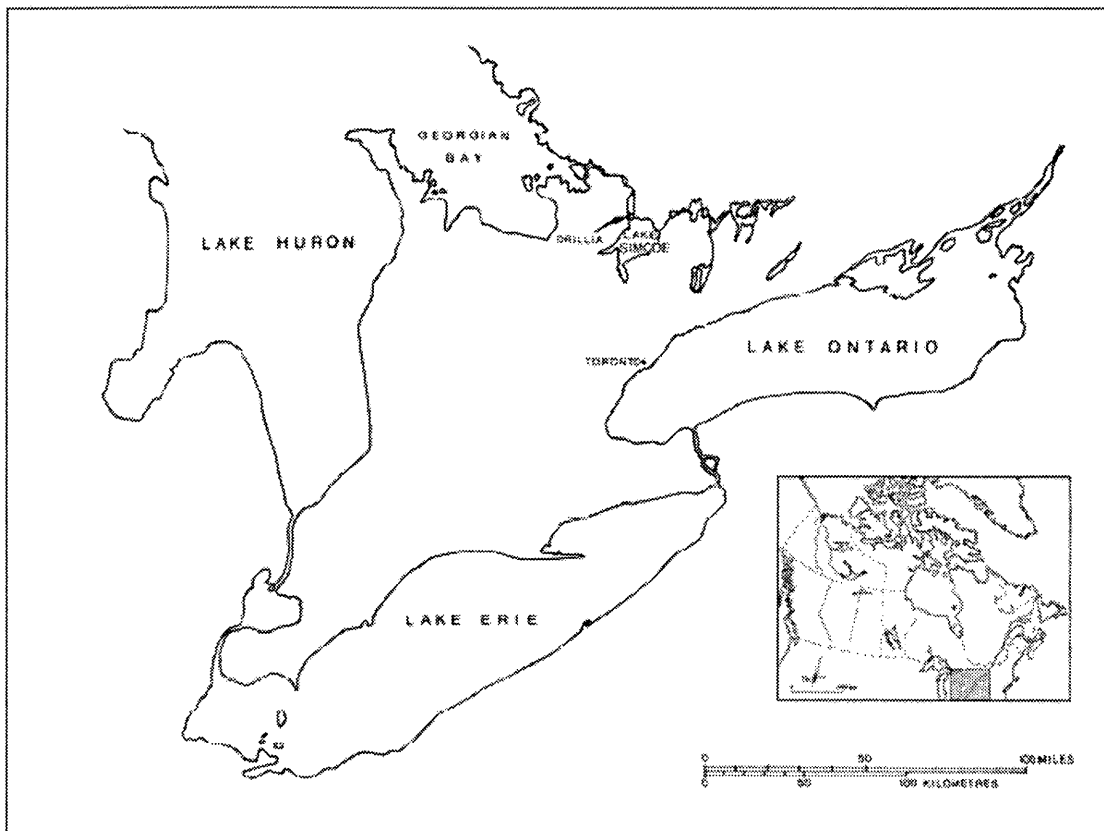 GEORGIAN
BAY
LAKE HURON
ORILLIA
LAKE
SIMCOE
TORONTO
LAKE ONTARIO
LAKE ERIE
0 50 100 MILES
0 50 100 KILOMETRES